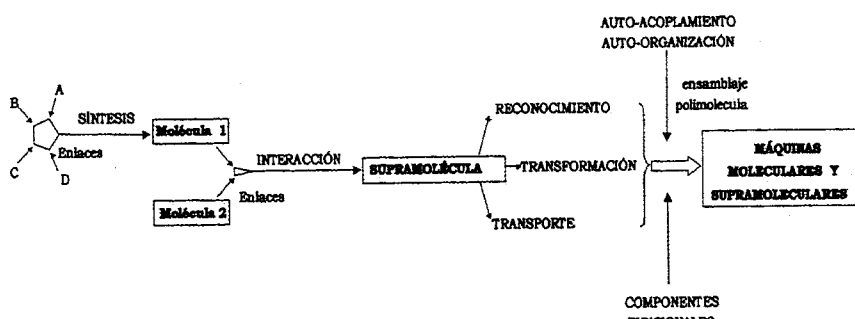 AUTO-ACOPLAMIENTO
AUTO-ORGANIZACIÓN
A
B
ensamblaje
polimolecula
SÍNTESIS
Molécula 1
RECONOCIMIENTO
Enlaces
C
D
INTERACCIÓN
SUPRAMOLÉCULA
TRANSFORMACIÓN
MÁQUINAS
MOLECULARES Y
SUPRAMOLECULARES
Molécula 2
Enlaces
TRANSPORTE
COMPONENTES